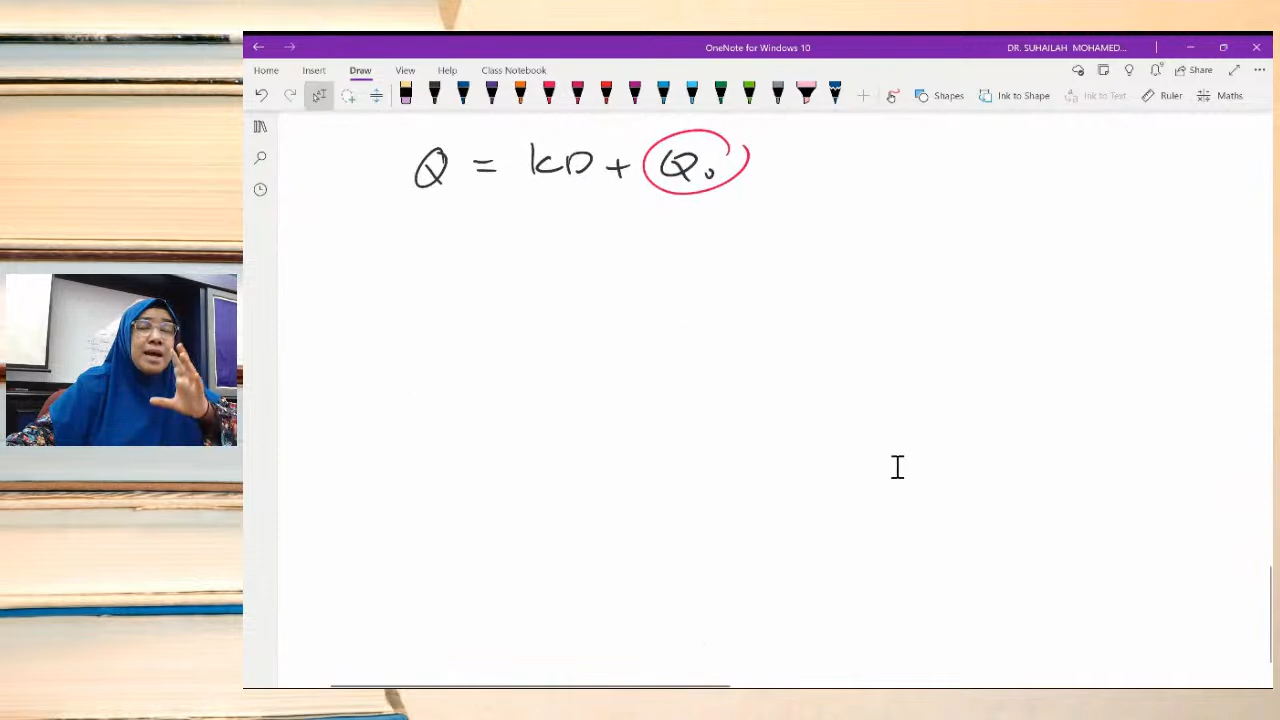 OneNote for Windows 10 DR. SUHAILAH MOHAMED...
Home Insert Draw View Help Class Notebook Share
Shapes Ink to Shape Ink to Text Ruler Maths
Q = kD + Q₀